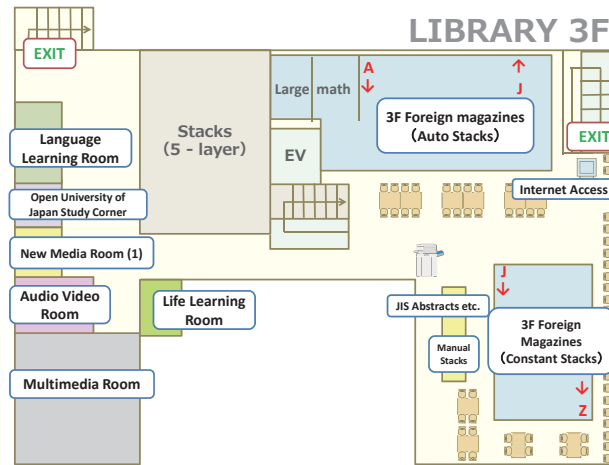 LIBRARY 3F
EXIT
A
J
Large
math
Stacks
(5 - layer)
3F Foreign magazines
(Auto Stacks)
EXIT
Language
Learning Room
EV
Internet Access
Open University of
Japan Study Corner
New Media Room (1)
J
Audio Video
Room
Life Learning
Room
JIS Abstracts etc.
3F Foreign
Magazines
(Constant Stacks)
Manual
Stacks
Multimedia Room
Z